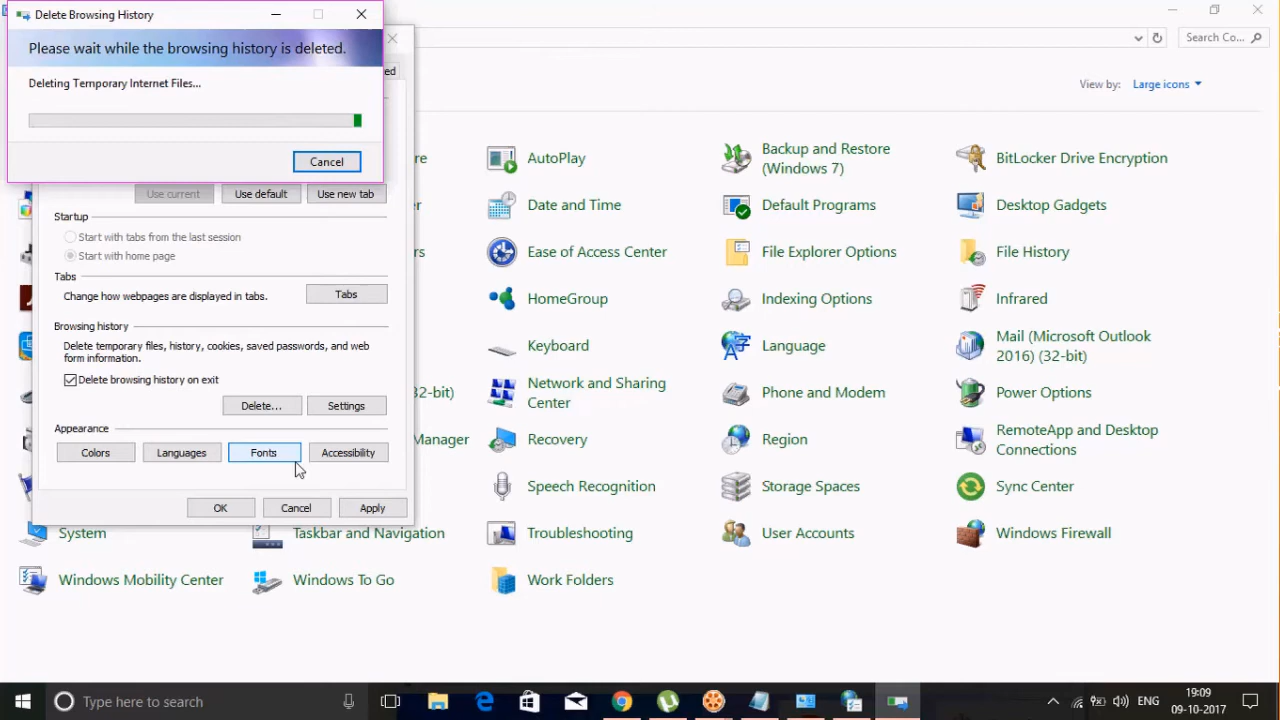 Delete Browsing History
Please wait while the browsing history is deleted.
Deleting Temporary Internet Files...
Cancel
Search Co...
View by: Large icons
Use current
Use default
Use new tab
Startup
Start with tabs from the last session
Start with home page
Tabs
Change how webpages are displayed in tabs.
Tabs
Browsing history
Delete temporary files, history, cookies, saved passwords, and web
form information.
Delete browsing history on exit
Delete...
Settings
Appearance
Colors
Languages
Fonts
Accessibility
OK
Cancel
Apply
ed
re
er
rs
32-bit)
Manager
System
Taskbar and Navigation
Windows Mobility Center
Windows To Go
AutoPlay
Date and Time
Ease of Access Center
HomeGroup
Keyboard
Network and Sharing
Center
Recovery
Speech Recognition
Troubleshooting
Work Folders
Backup and Restore
(Windows 7)
Default Programs
File Explorer Options
Indexing Options
Language
Phone and Modem
Region
Storage Spaces
User Accounts
BitLocker Drive Encryption
Desktop Gadgets
File History
Infrared
Mail (Microsoft Outlook
2016) (32-bit)
Power Options
RemoteApp and Desktop
Connections
Sync Center
Windows Firewall
Type here to search
ENG
19:09
09-10-2017